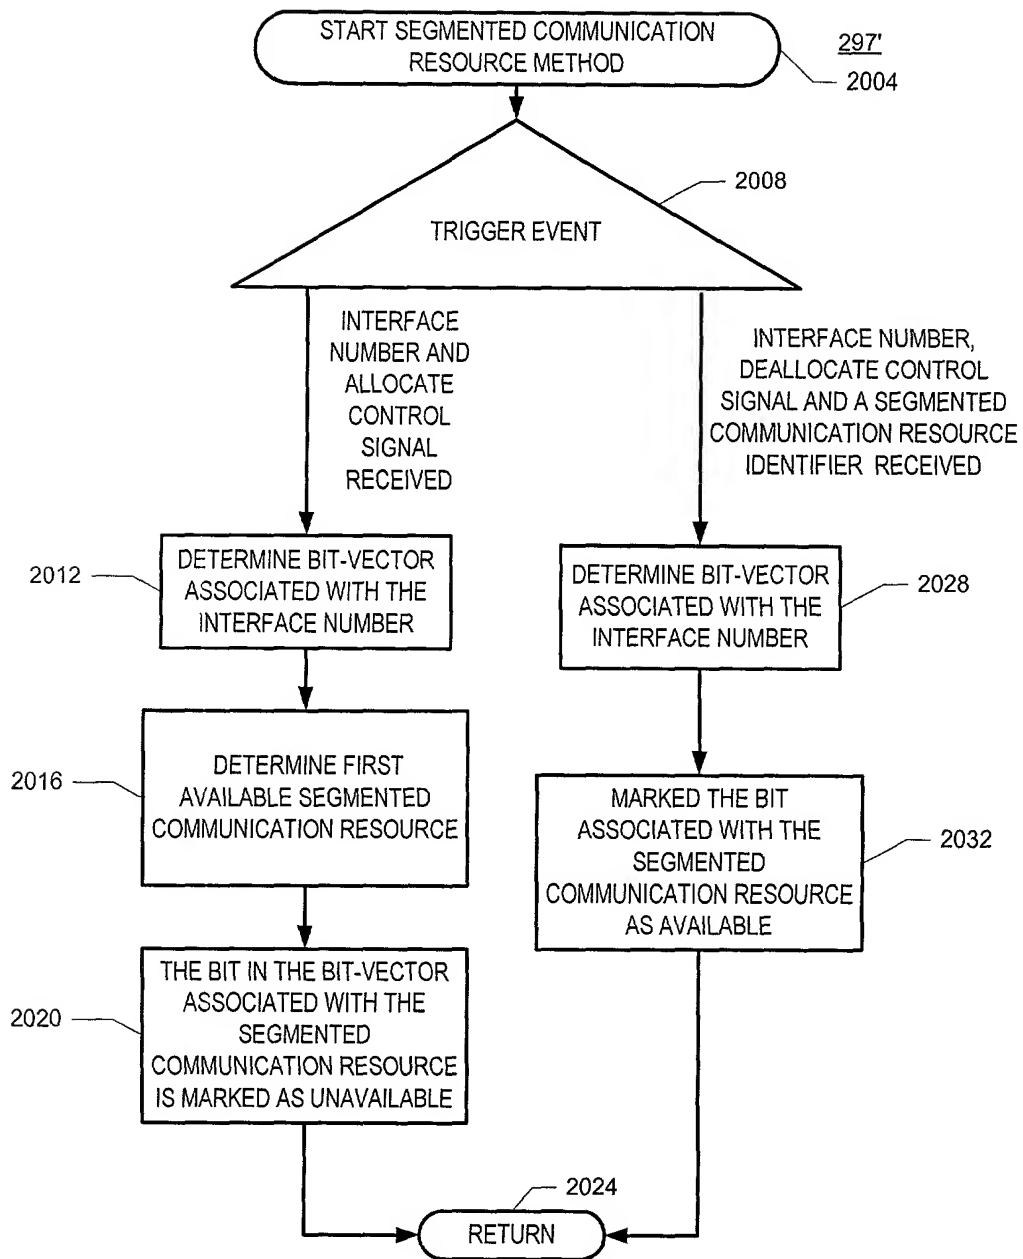 START SEGMENTED COMMUNICATION
RESOURCE METHOD
297'
2004
2008
TRIGGER EVENT
INTERFACE
NUMBER AND
ALLOCATE
CONTROL
SIGNAL
RECEIVED
INTERFACE NUMBER,
DEALLOCATE CONTROL
SIGNAL AND A SEGMENTED
COMMUNICATION RESOURCE
IDENTIFIER RECEIVED
2012
DETERMINE BIT-VECTOR
ASSOCIATED WITH THE
INTERFACE NUMBER
DETERMINE BIT-VECTOR
ASSOCIATED WITH THE
INTERFACE NUMBER
2028
2016
DETERMINE FIRST
AVAILABLE SEGMENTED
COMMUNICATION RESOURCE
MARKED THE BIT
ASSOCIATED WITH THE
SEGMENTED
COMMUNICATION RESOURCE
AS AVAILABLE
2032
2020
THE BIT IN THE BIT-VECTOR
ASSOCIATED WITH THE
SEGMENTED
COMMUNICATION RESOURCE
IS MARKED AS UNAVAILABLE
2024
RETURN